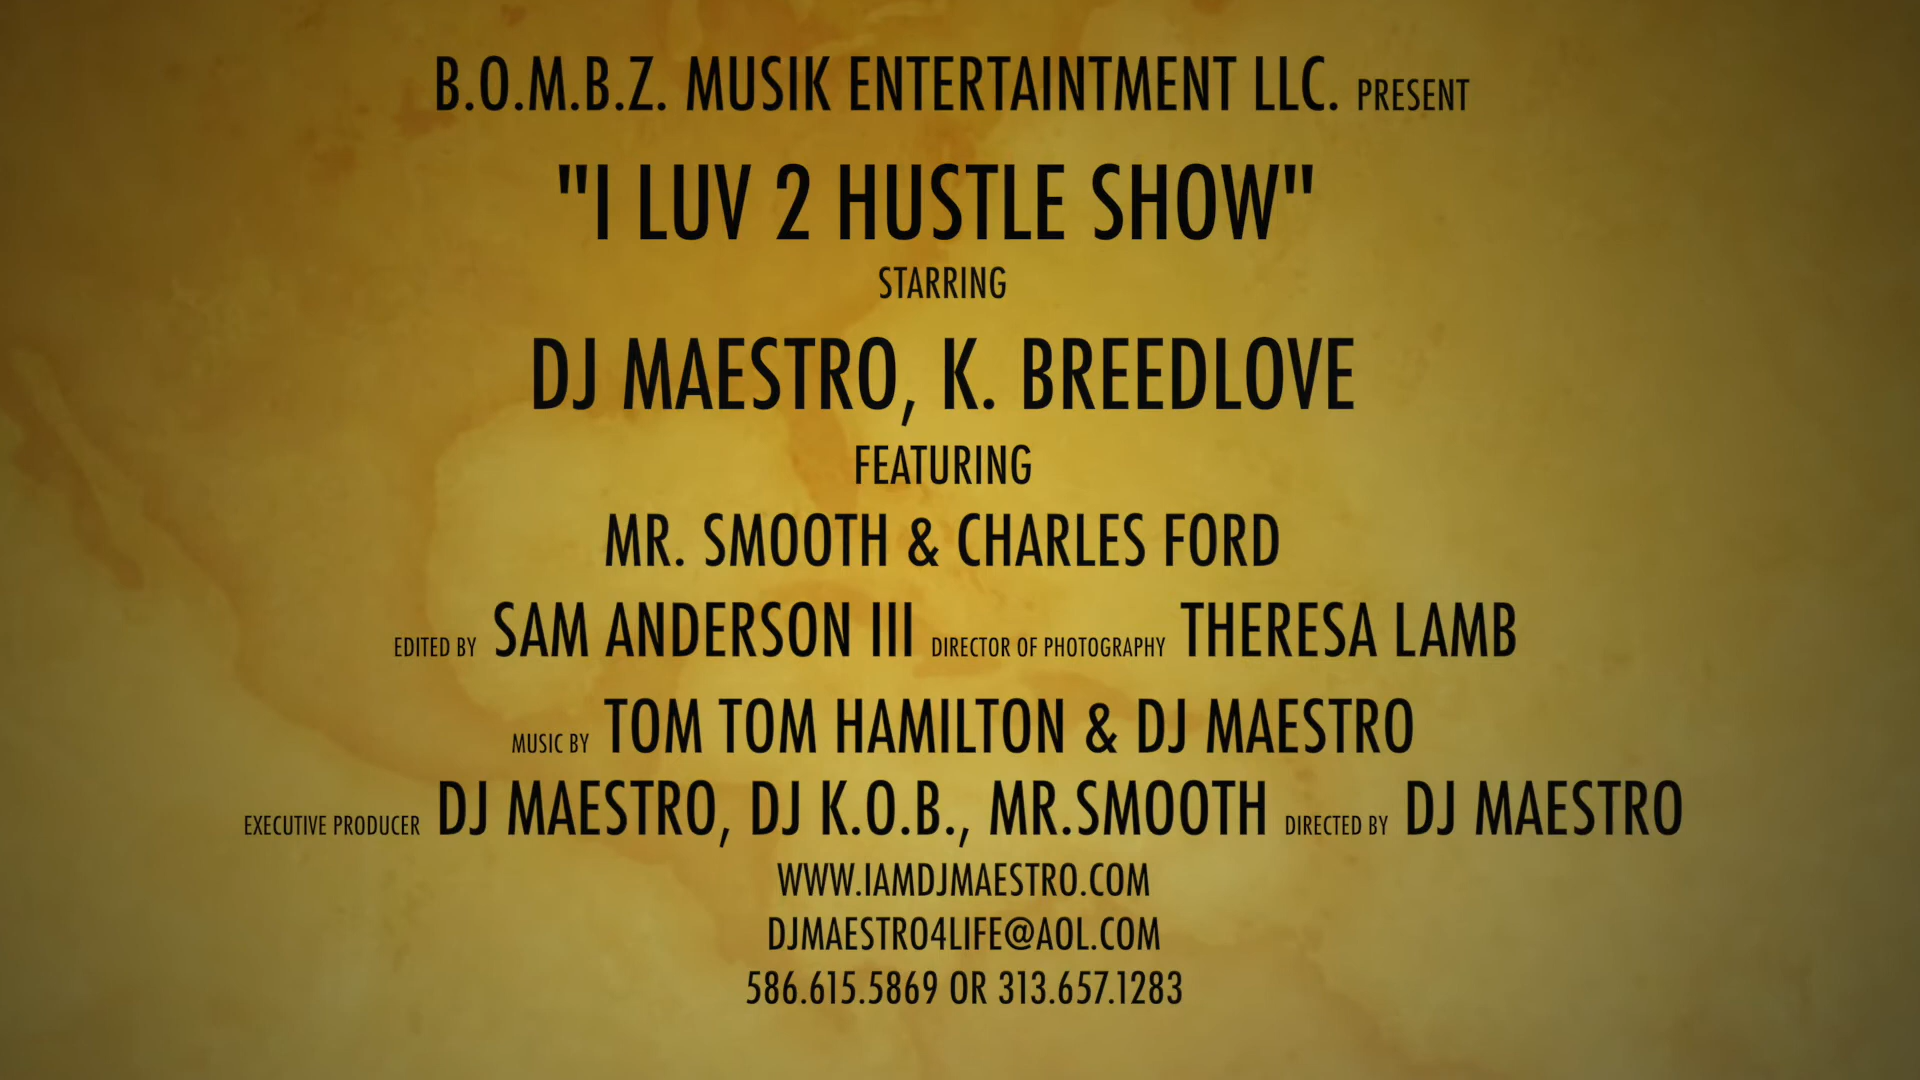 B.O.M.B.Z. MUSIK ENTERTAINTMENT LLC. PRESENT
"I LUV 2 HUSTLE SHOW"
STARRING
DJ MAESTRO, K. BREEDLOVE
FEATURING
MR. SMOOTH & CHARLES FORD
EDITED BY SAM ANDERSON III DIRECTOR OF PHOTOGRAPHY THERESA LAMB
MUSIC BY TOM TOM HAMILTON & DJ MAESTRO
EXECUTIVE PRODUCER DJ MAESTRO, DJ K.O.B., MR.SMOOTH DIRECTED BY DJ MAESTRO
WWW.IAMDJMAESTRO.COM
DJMAESTRO4LIFE@AOL.COM
586.615.5869 OR 313.657.1283